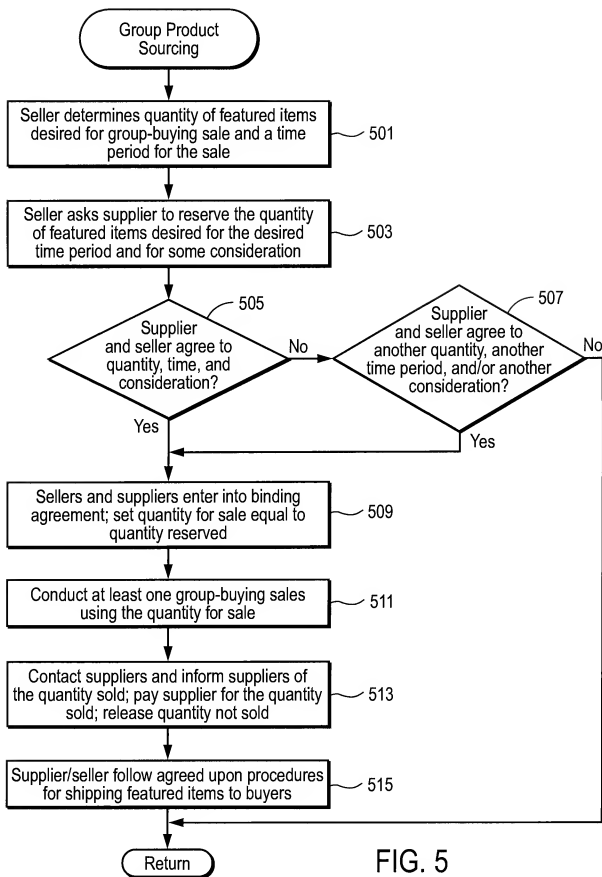 Group Product
Sourcing
Seller determines quantity of featured items
desired for group-buying sale and a time
period for the sale
501
Seller asks supplier to reserve the quantity
of featured items desired for the desired
time period and for some consideration
503
505
Supplier
and seller agree to
quantity, time, and
consideration?
No
Yes
507
Supplier
and seller agree to
another quantity, another
time period, and/or another
consideration?
No
Yes
Sellers and suppliers enter into binding
agreement; set quantity for sale equal to
quantity reserved
509
Conduct at least one group-buying sales
using the quantity for sale
511
Contact suppliers and inform suppliers of
the quantity sold; pay supplier for the quantity
sold; release quantity not sold
513
Supplier/seller follow agreed upon procedures
for shipping featured items to buyers
515
Return
FIG. 5